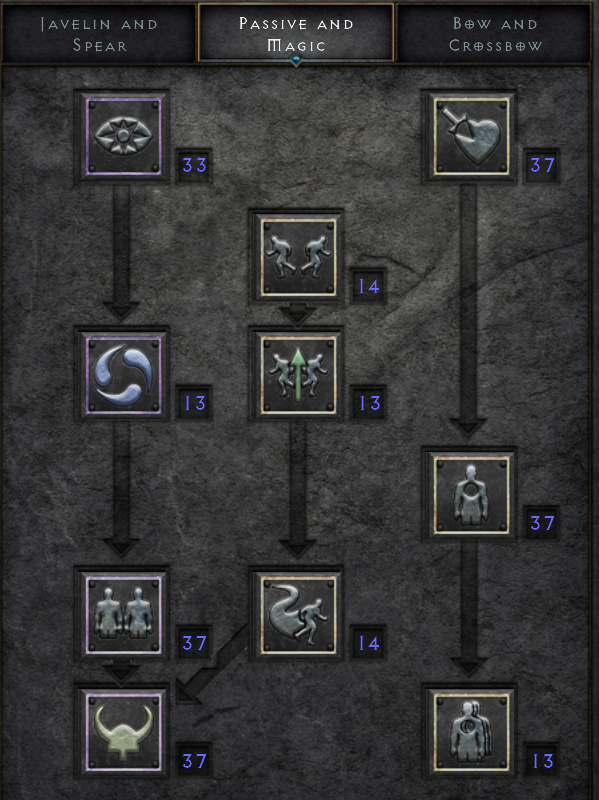 Javelin and
Spear
Passive and
Magic
Bow and
Crossbow
33
37
14
13
13
37
37
14
37
13